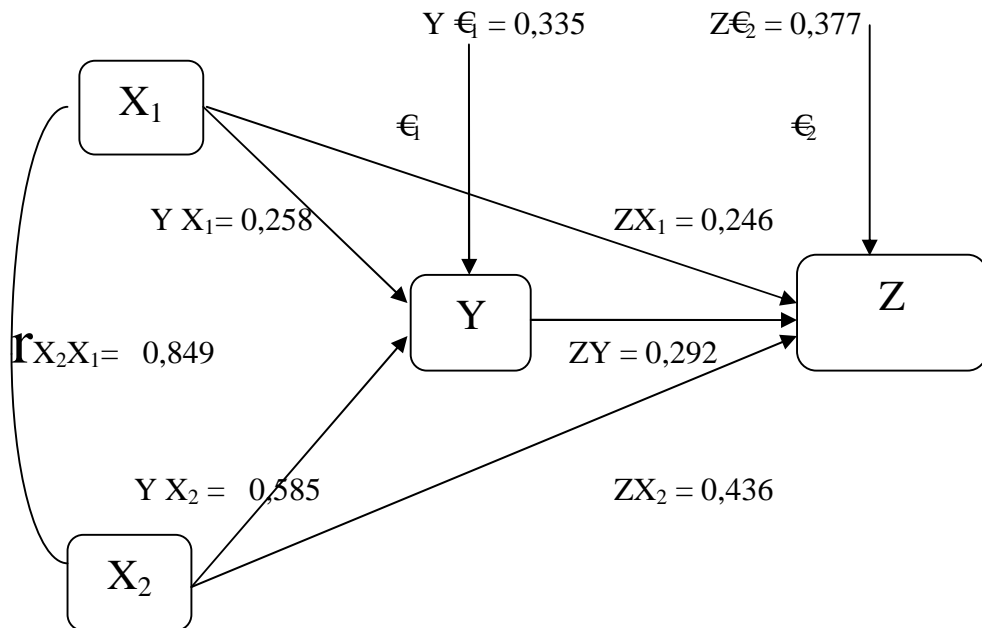 Y €1 = 0,335
Z€2 = 0,377
X1
€1
€2
Y X1= 0,258
ZX1 = 0,246
Y
Z
rX2X1= 0,849
ZY = 0,292
Y X2 = 0,585
ZX2 = 0,436
X2